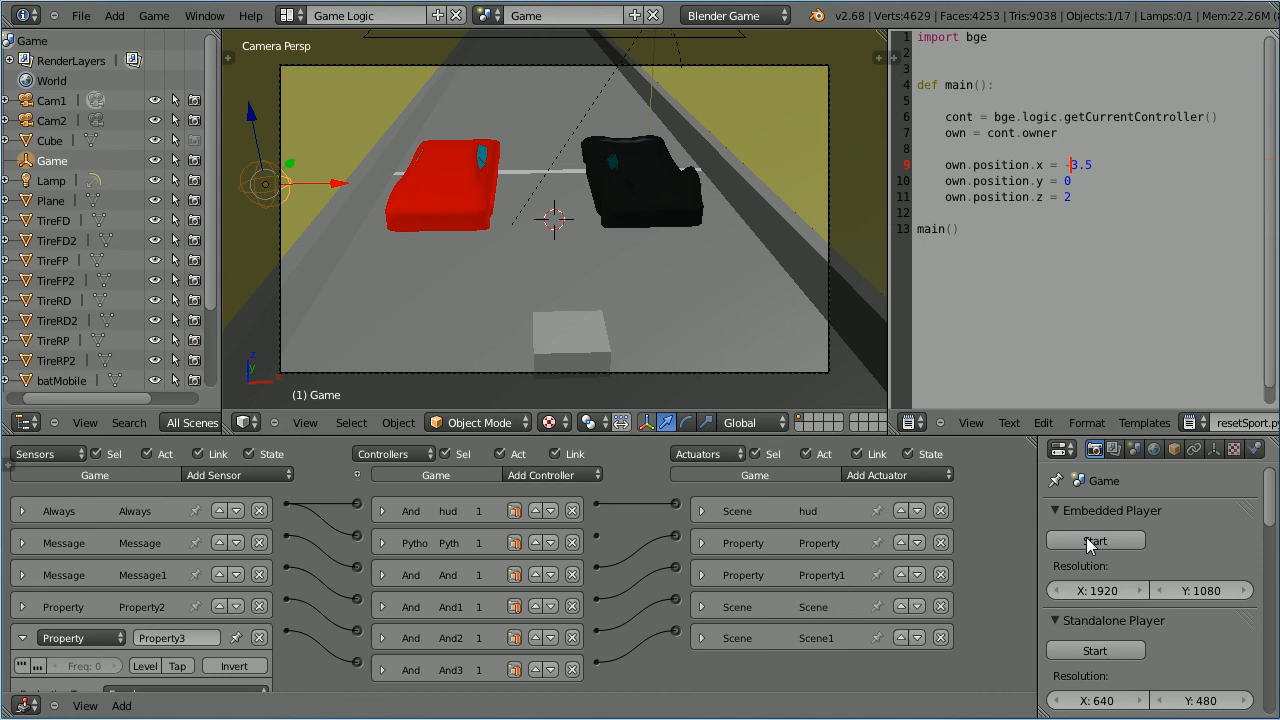 File Add Game Window Help Game Logic Game Blender Game v2.68 | Verts:4629 | Faces:4253 | Tris:9038 | Objects:1/17 | Lamps:0/1 | Mem:22.26M
Game
RenderLayers |
World
Cam1 |
Cam2 |
Cube |
Game
Lamp |
Plane |
TireFD |
TireFD2 |
TireFP |
TireFP2 |
TireRD |
TireRD2 |
TireRP |
TireRP2 |
batMobile |
View Search All Scenes
Camera Persp
z
y
(1) Game
View Select Object Object Mode Global
1 import bge
2
3
4 def main():
5
6 cont = bge.logic.getCurrentController()
7 own = cont.owner
8
9 own.position.x = -3.5
10 own.position.y = 0
11 own.position.z = 2
12
13 main()
View Text Edit Format Templates resetSport.py
Sensors Sel Act Link State Controllers Sel Act Link Actuators Sel Act Link State
Game Add Sensor Game Add Controller Game Add Actuator
Always Always And hud 1 Scene hud
Message Message Pytho Pyth 1 Property Property
Message Message1 And And 1 Property Property1
Property Property2 And And1 1 Scene Scene
Property Property3 And And2 1 Scene Scene1
Freq: 0 Level Tap Invert And And3 1
View Add
Game
Embedded Player
Start
Resolution:
X: 1920 Y: 1080
Standalone Player
Start
Resolution:
X: 640 Y: 480